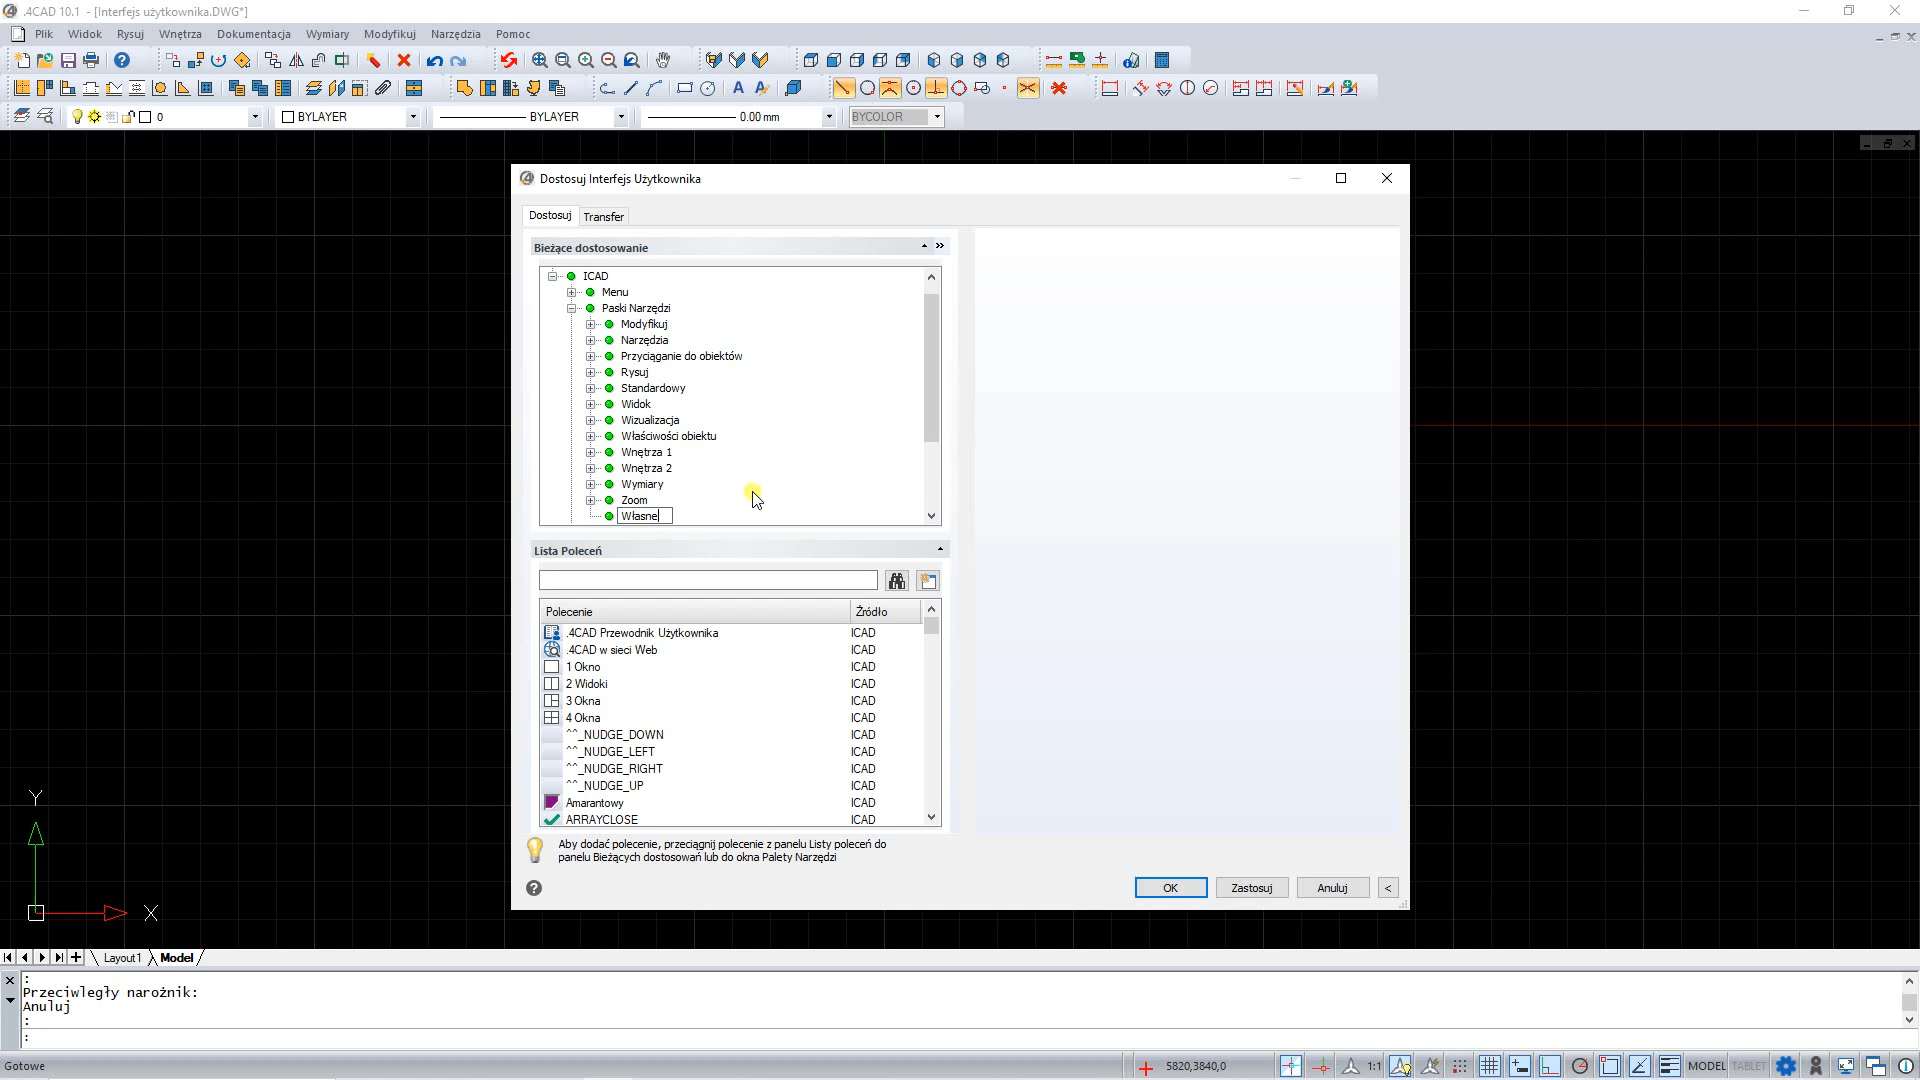 .4CAD 10.1 - [Interfejs użytkownika.DWG*]
Plik Widok Rysuj Wnętrza Dokumentacja Wymiary Modyfikuj Narzędzia Pomoc
0 BYLAYER BYLAYER 0.00 mm BYCOLOR
Dostosuj Interfejs Użytkownika
Dostosuj Transfer
Bieżące dostosowanie
ICAD
Menu
Paski Narzędzi
Modyfikuj
Narzędzia
Przyciąganie do obiektów
Rysuj
Standardowy
Widok
Wizualizacja
Właściwości obiektu
Wnętrza 1
Wnętrza 2
Wymiary
Zoom
Własne
Lista Poleceń
Polecenie Źródło
.4CAD Przewodnik Użytkownika ICAD
.4CAD w sieci Web ICAD
1 Okno ICAD
2 Widoki ICAD
3 Okna ICAD
4 Okna ICAD
^^_NUDGE_DOWN ICAD
^^_NUDGE_LEFT ICAD
^^_NUDGE_RIGHT ICAD
^^_NUDGE_UP ICAD
Amarantowy ICAD
ARRAYCLOSE ICAD
Aby dodać polecenie, przeciągnij polecenie z panelu Listy poleceń do
panelu Bieżących dostosowań lub do okna Palety Narzędzi
OK Zastosuj Anuluj <
Y
X
Layout1 Model
:
Przeciwległy narożnik:
Anuluj
:
:
Gotowe 5820,3840,0 1:1 MODEL TABLET